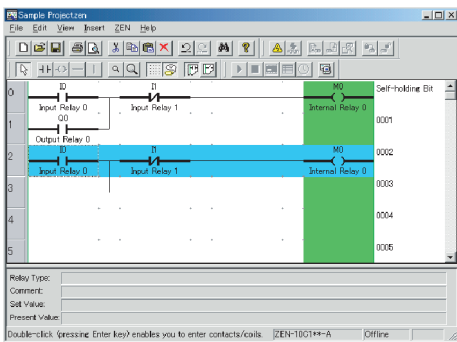 Sample Projectzen
File Edit View Insert ZEN Help
0 I0 I1 M0 Self-holding Bit
Input Relay 0 Input Relay 1 Internal Relay 0
1 Q0 0001
Output Relay 0
2 I0 I1 M0 0002
Input Relay 0 Input Relay 1 Internal Relay 0
3 0003
4 0004
5 0005
Relay Type:
Comment:
Set Value:
Present Value:
Double-click (pressing Enter key) enables you to enter contacts/coils. ZEN-10C1**-A Offline